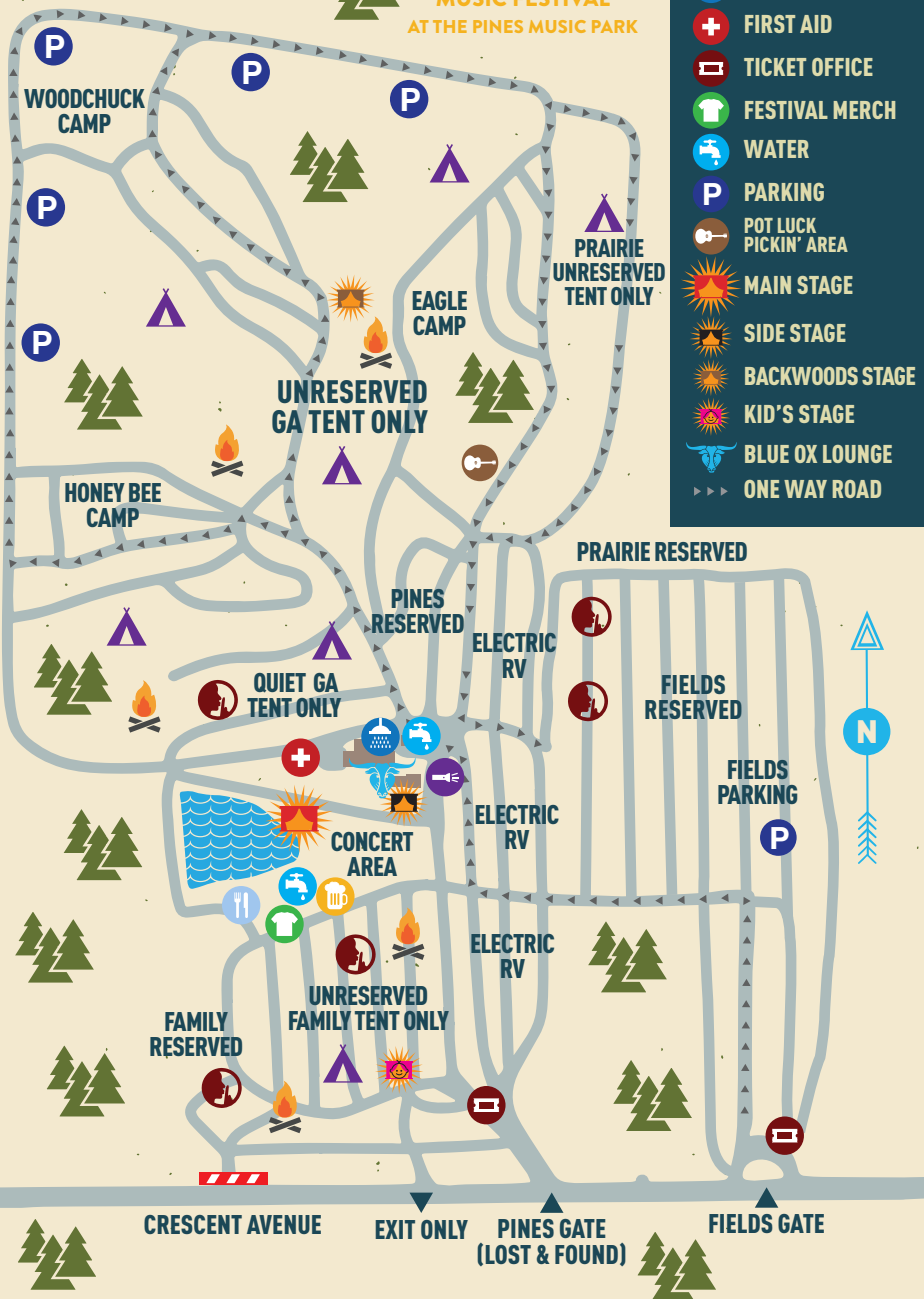 MUSIC FESTIVAL
AT THE PINES MUSIC PARK
FIRST AID
TICKET OFFICE
FESTIVAL MERCH
WATER
P PARKING
POT LUCK
PICKIN' AREA
MAIN STAGE
SIDE STAGE
BACKWOODS STAGE
KID'S STAGE
BLUE OX LOUNGE
ONE WAY ROAD
P
P
P
WOODCHUCK
CAMP
P
PRAIRIE
UNRESERVED
TENT ONLY
EAGLE
CAMP
P
UNRESERVED
GA TENT ONLY
HONEY BEE
CAMP
PRAIRIE RESERVED
PINES
RESERVED
ELECTRIC
RV
QUIET GA
TENT ONLY
FIELDS
RESERVED
N
FIELDS
PARKING
P
ELECTRIC
RV
CONCERT
AREA
ELECTRIC
RV
UNRESERVED
FAMILY TENT ONLY
FAMILY
RESERVED
CRESCENT AVENUE
EXIT ONLY
PINES GATE
(LOST & FOUND)
FIELDS GATE